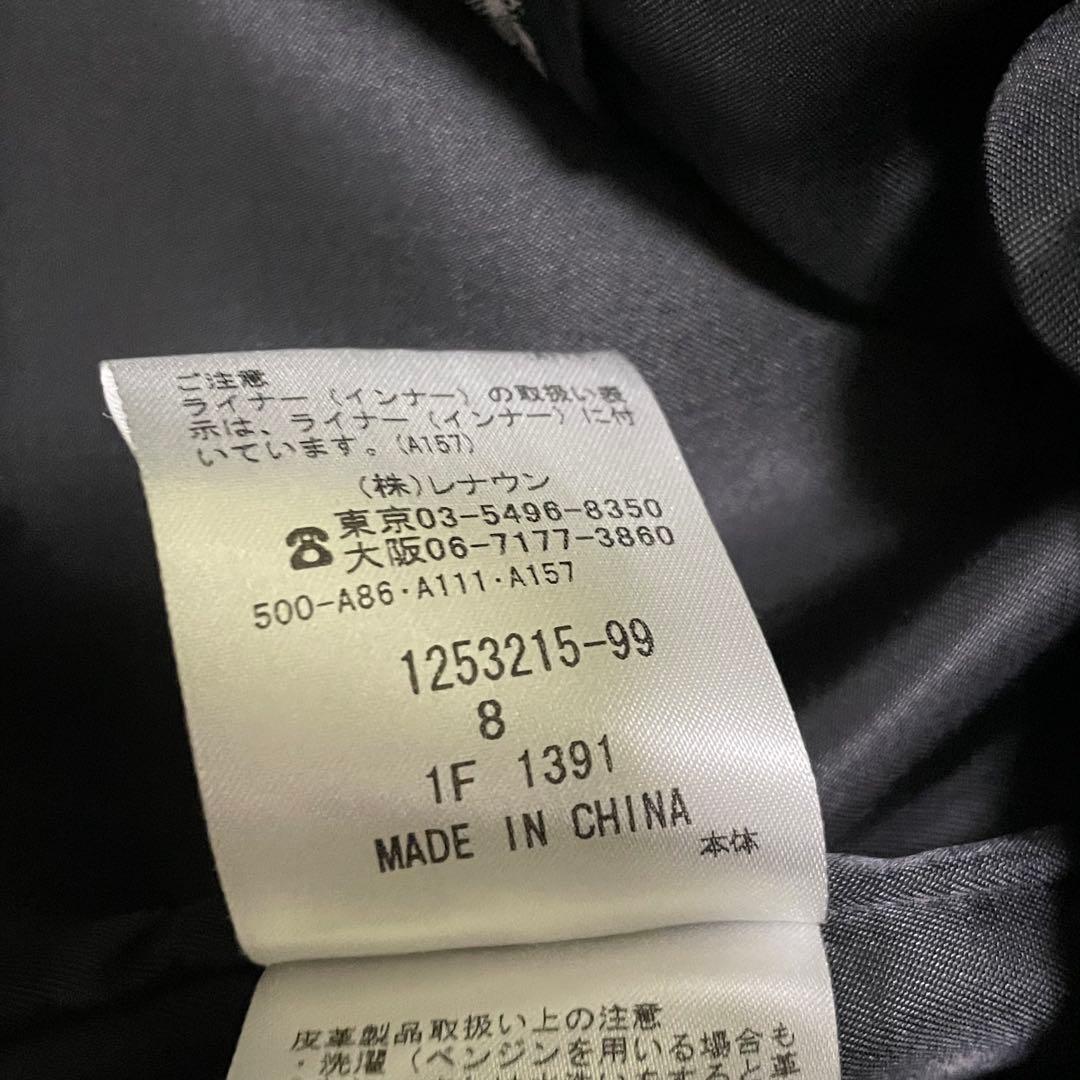 ご注意
ライナー(インナー)の取扱い表
示は、ライナー(インナー)に付
いています。(A157)
(株)レナウン
☎東京03-5496-8350
大阪06-7177-3860
500-A86・A111・A157
1253215-99
8
1F 1391
MADE IN CHINA
本体
皮革製品取扱い上の注意
・洗濯(ベンジンを用いる場合も